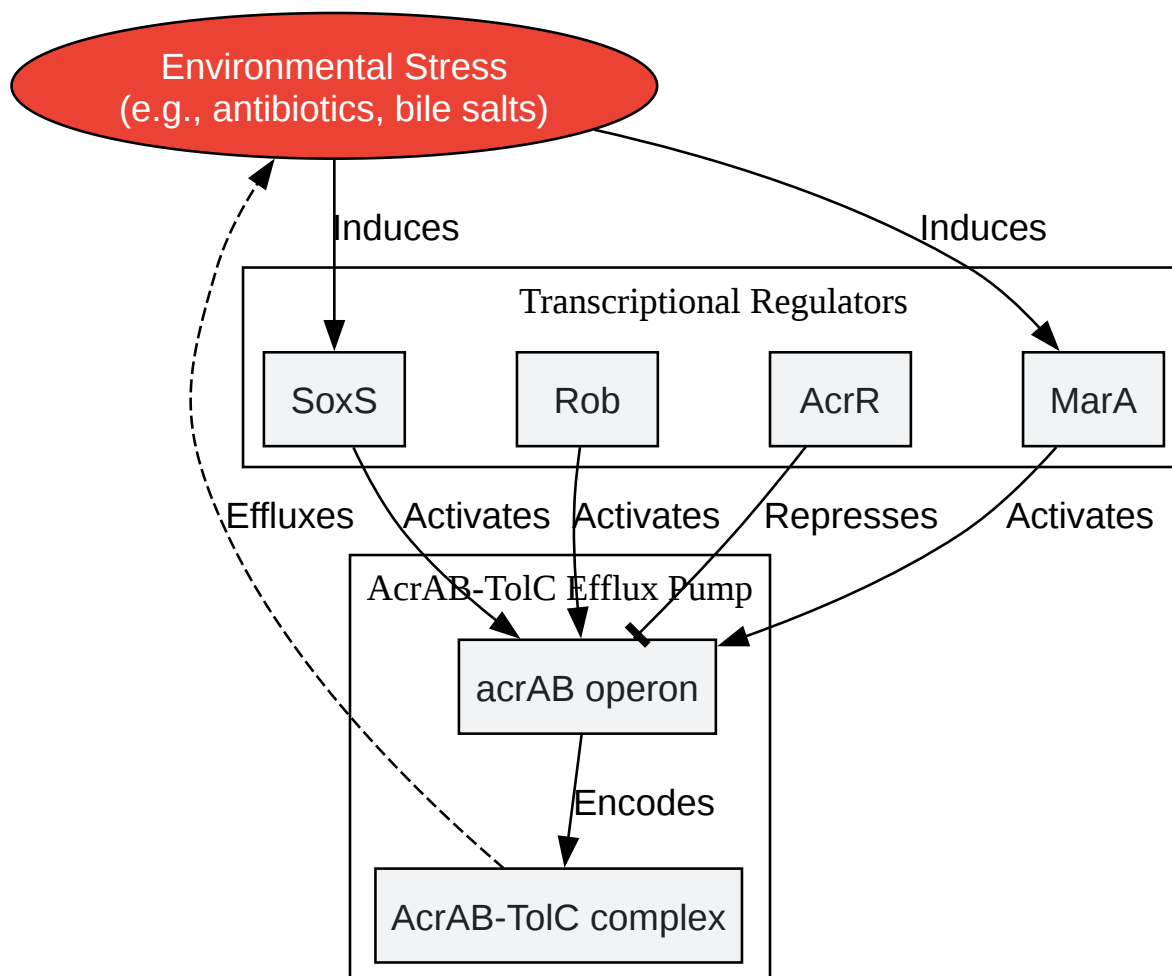 Environmental Stress
(e.g., antibiotics, bile salts)
Induces
Induces
Transcriptional Regulators
SoxS
Rob
AcrR
MarA
Effluxes
Activates
Activates
Represses
Activates
AcrAB-TolC Efflux Pump
acrAB operon
Encodes
AcrAB-TolC complex